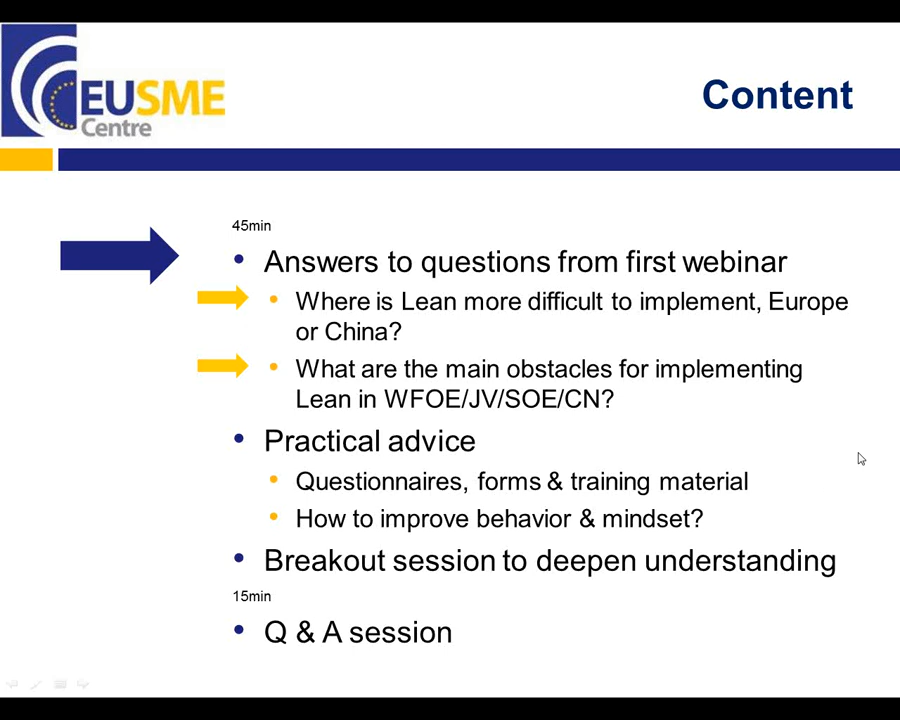 EUSME
Centre
Content
45min
• Answers to questions from first webinar
• Where is Lean more difficult to implement, Europe
or China?
• What are the main obstacles for implementing
Lean in WFOE/JV/SOE/CN?
• Practical advice
• Questionnaires, forms & training material
• How to improve behavior & mindset?
• Breakout session to deepen understanding
15min
• Q & A session